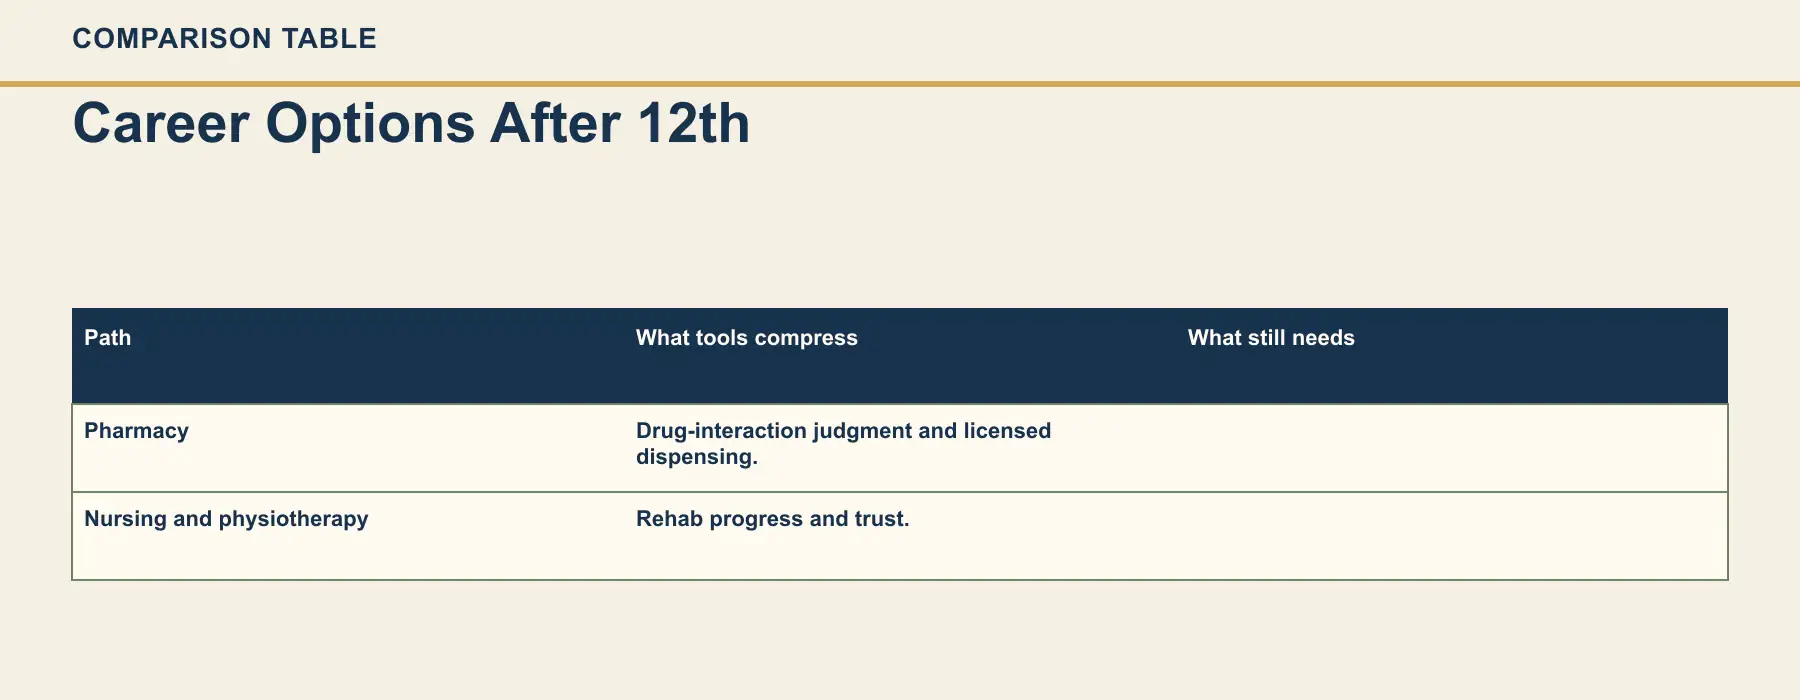 COMPARISON TABLE
Career Options After 12th
Path What tools compress What still needs
Pharmacy Drug-interaction judgment and licensed
dispensing.
Nursing and physiotherapy Rehab progress and trust.